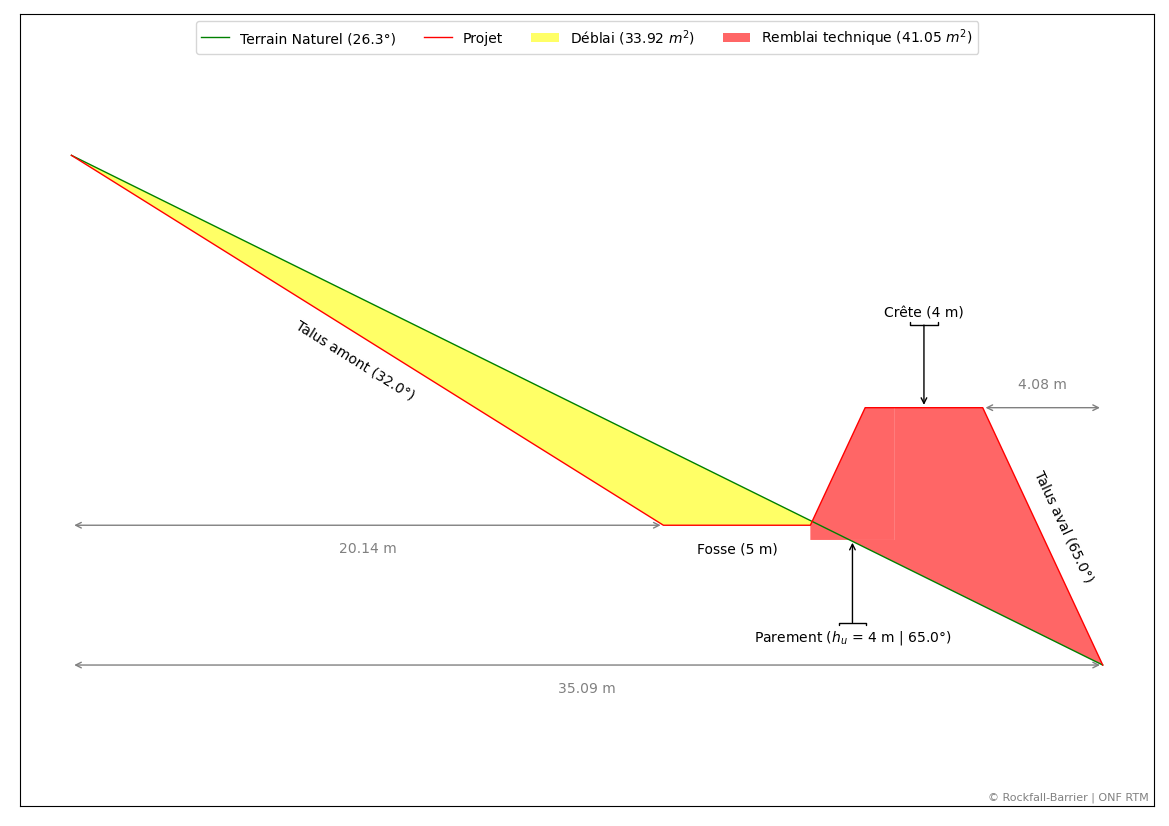 Terrain Naturel (26.3°) Projet Déblai (33.92 m²) Remblai technique (41.05 m²)
Crête (4 m)
Talus amont (32.0°)
4.08 m
Talus aval (65.0°)
20.14 m
Fosse (5 m)
Parement (hᵤ = 4 m | 65.0°)
35.09 m
© Rockfall-Barrier | ONF RTM